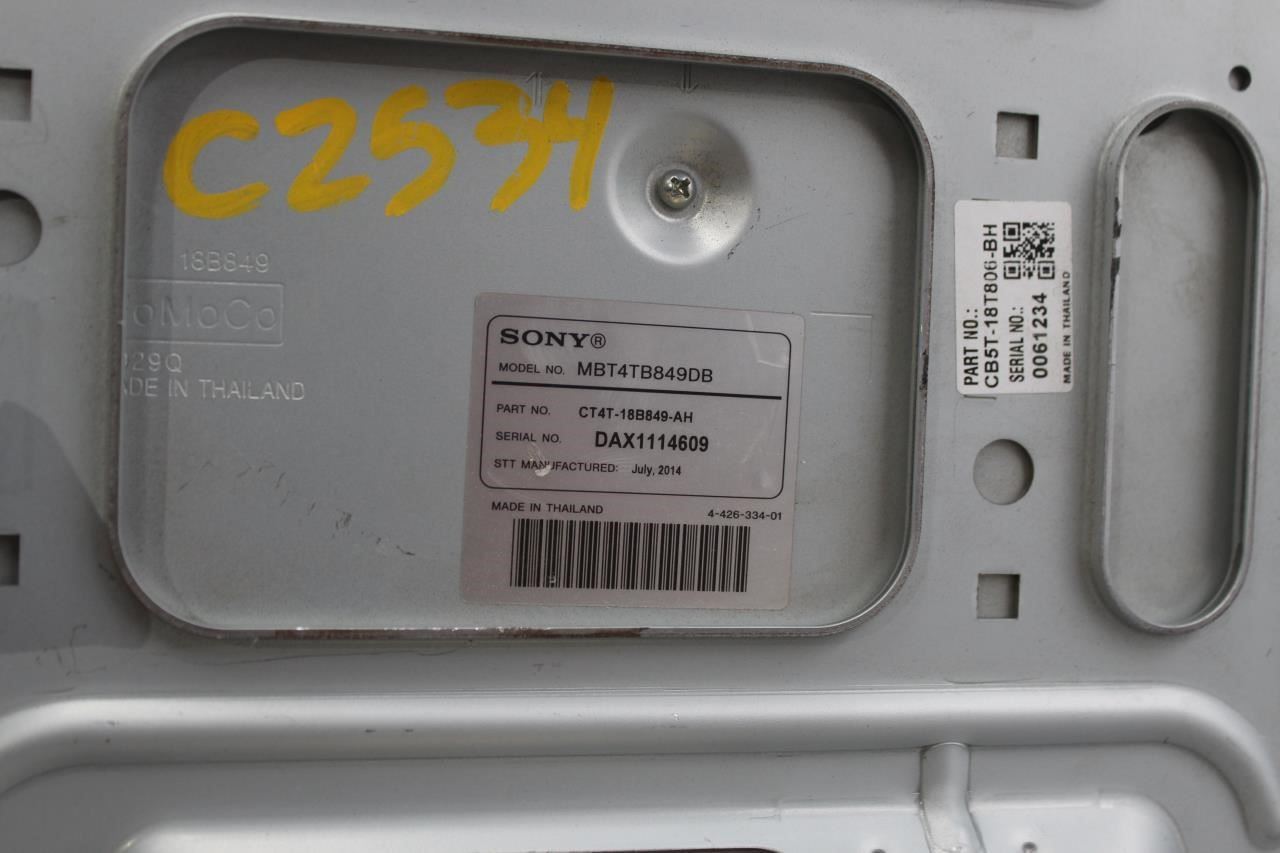 C2534
18B849
oMoCo
29Q
DE IN THAILAND
SONY®
MODEL NO. MBT4TB849DB
PART NO. CT4T-18B849-AH
SERIAL NO. DAX1114609
STT MANUFACTURED: July, 2014
MADE IN THAILAND 4-426-334-01
PART NO.:
CB5T-18T806-BH
SERIAL NO.:
0061234
MADE IN THAILAND